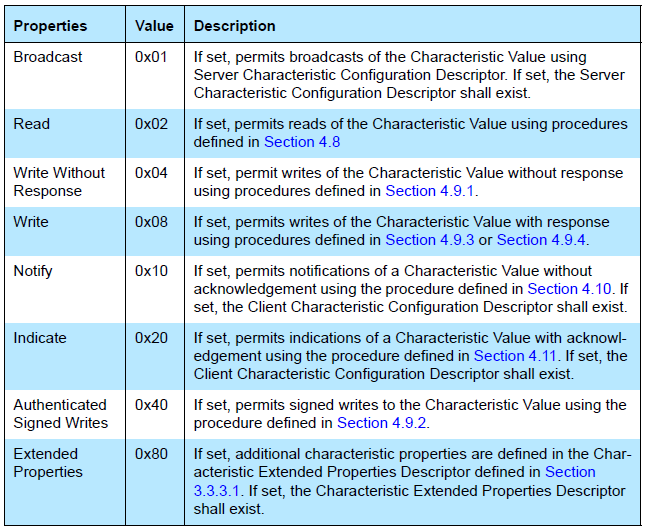 Properties Value Description
Broadcast 0x01 If set, permits broadcasts of the Characteristic Value using
Server Characteristic Configuration Descriptor. If set, the Server
Characteristic Configuration Descriptor shall exist.
Read 0x02 If set, permits reads of the Characteristic Value using procedures
defined in Section 4.8
Write Without 0x04 If set, permit writes of the Characteristic Value without response
Response using procedures defined in Section 4.9.1.
Write 0x08 If set, permits writes of the Characteristic Value with response
using procedures defined in Section 4.9.3 or Section 4.9.4.
Notify 0x10 If set, permits notifications of a Characteristic Value without
acknowledgement using the procedure defined in Section 4.10. If
set, the Client Characteristic Configuration Descriptor shall exist.
Indicate 0x20 If set, permits indications of a Characteristic Value with acknowl-
edgement using the procedure defined in Section 4.11. If set, the
Client Characteristic Configuration Descriptor shall exist.
Authenticated 0x40 If set, permits signed writes to the Characteristic Value using the
Signed Writes procedure defined in Section 4.9.2.
Extended 0x80 If set, additional characteristic properties are defined in the Char-
Properties acteristic Extended Properties Descriptor defined in Section
3.3.3.1. If set, the Characteristic Extended Properties Descriptor
shall exist.